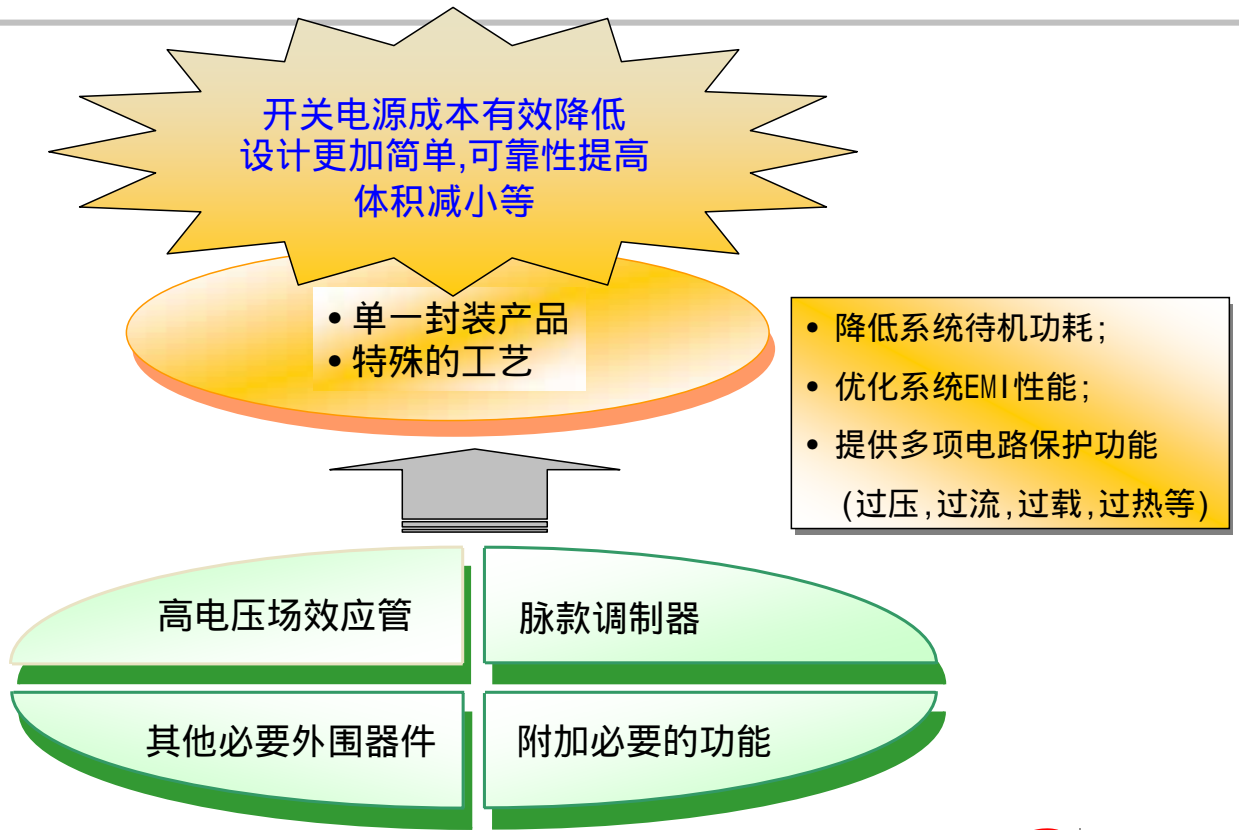 开关电源成本有效降低
设计更加简单,可靠性提高
体积减小等
• 单一封装产品
• 特殊的工艺
• 降低系统待机功耗;
• 优化系统EMI性能;
• 提供多项电路保护功能
(过压,过流,过载,过热等)
高电压场效应管
脉款调制器
其他必要外围器件
附加必要的功能